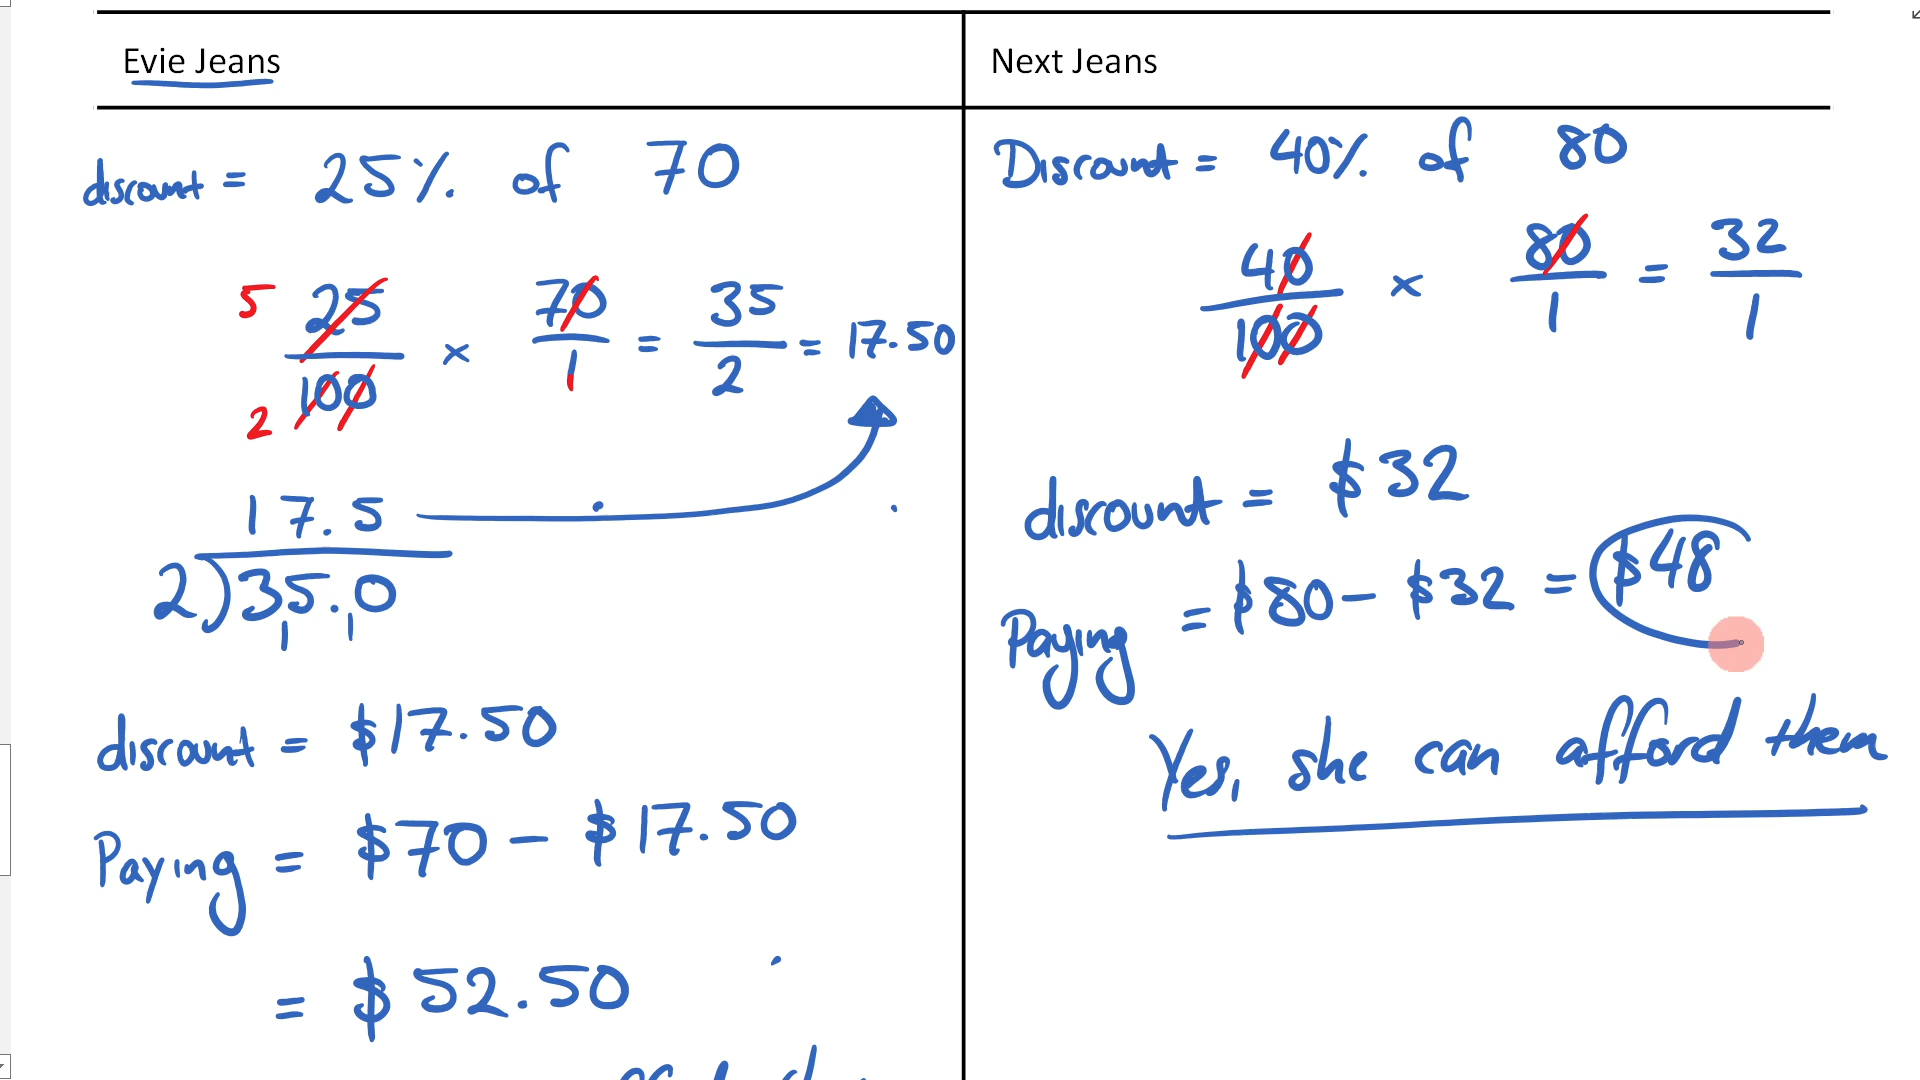 Evie Jeans
discount = 25% of 70
5 25/100 2 × 70/1 = 35/2 = 17.50
17.5
2)35.0
1 1
discount = $17.50
Paying = $70 - $17.50
= $52.50
Next Jeans
Discount = 40% of 80
40/100 × 80/1 = 32/1
discount = $32
Paying = $80 - $32 = $48
Yes, she can afford them